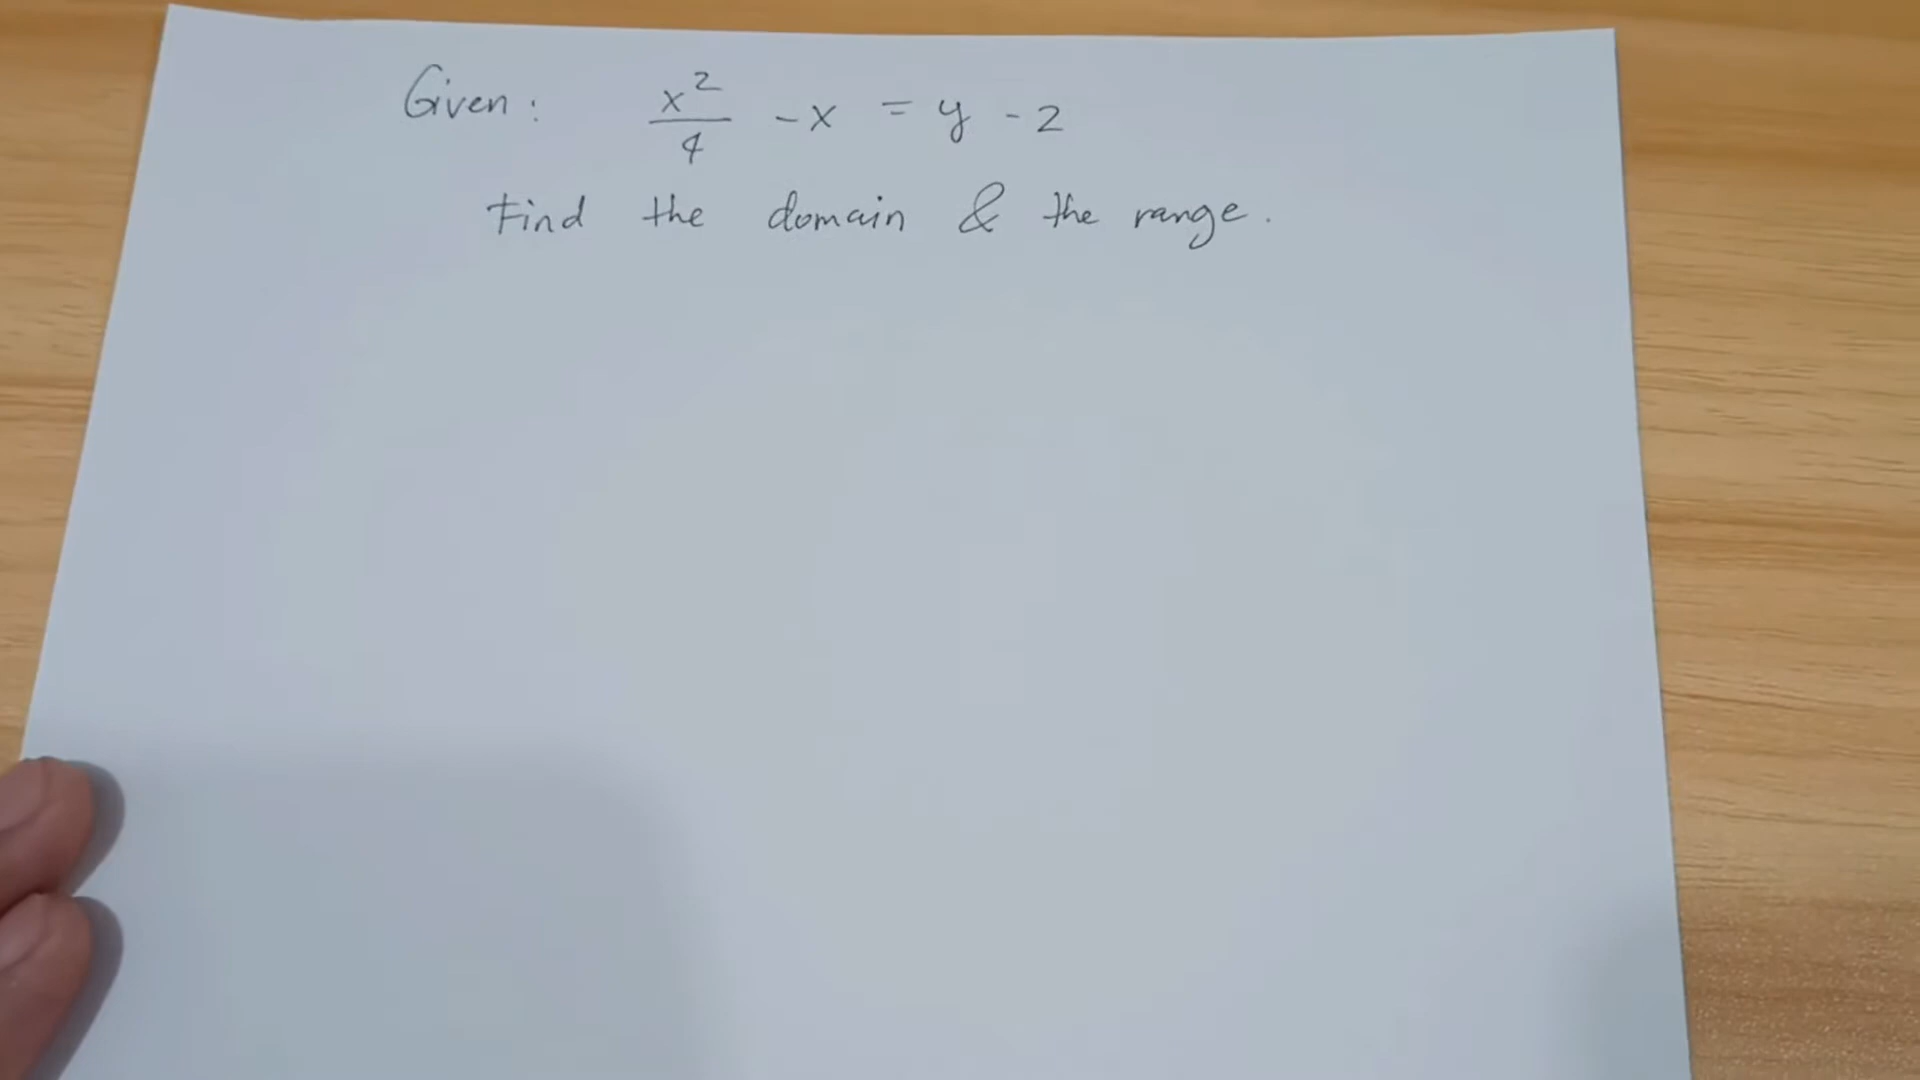 Given: x²/4 - x = y - 2
Find the domain & the range.